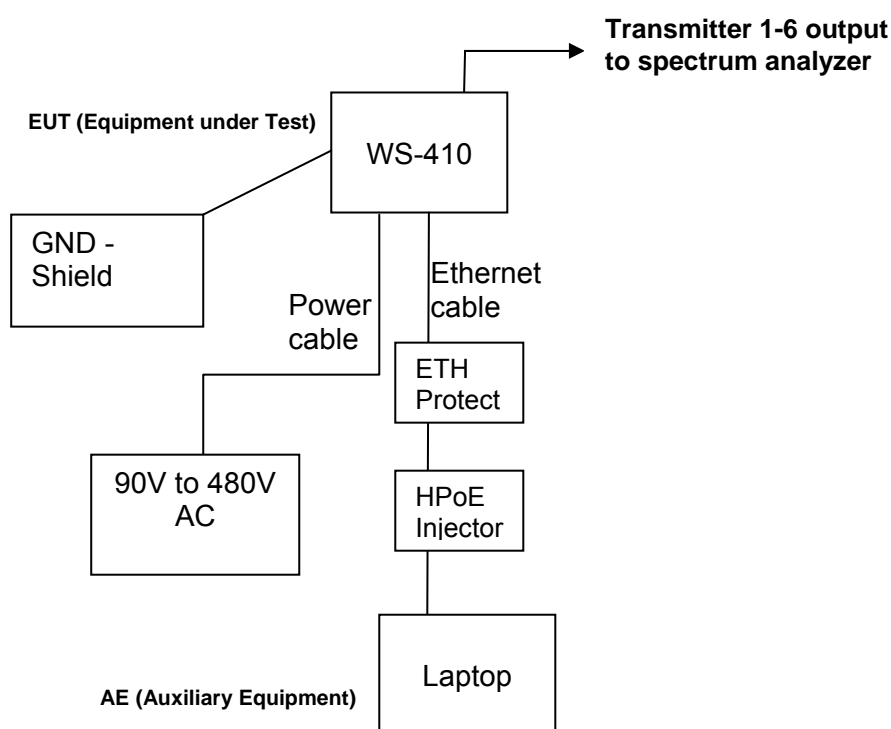 Transmitter 1-6 output
to spectrum analyzer
EUT (Equipment under Test)
WS-410
GND -
Shield
Ethernet
cable
Power
cable
ETH
Protect
90V to 480V
AC
HPoE
Injector
Laptop
AE (Auxiliary Equipment)